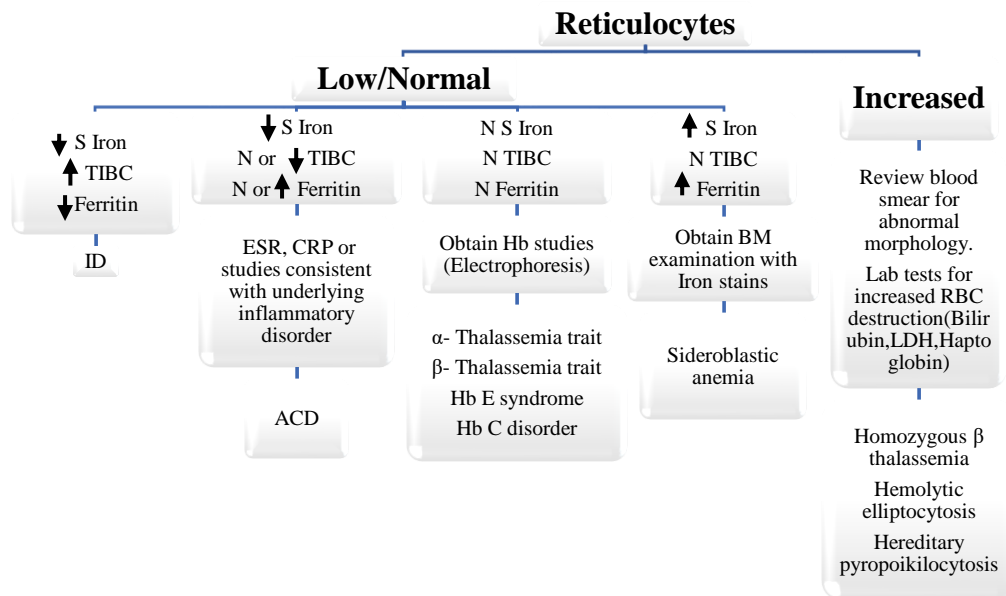 Reticulocytes
Low/Normal
Increased
S Iron
TIBC
Ferritin
ID
S Iron
N or TIBC
N or Ferritin
ESR, CRP or
studies consistent
with underlying
inflammatory
disorder
ACD
N S Iron
N TIBC
N Ferritin
Obtain Hb studies
(Electrophoresis)
α- Thalassemia trait
β- Thalassemia trait
Hb E syndrome
Hb C disorder
S Iron
N TIBC
Ferritin
Obtain BM
examination with
Iron stains
Sideroblastic
anemia
Review blood
smear for
abnormal
morphology.
Lab tests for
increased RBC
destruction(Bilir
ubin,LDH,Hapto
globin)
Homozygous β
thalassemia
Hemolytic
elliptocytosis
Hereditary
pyropoikilocytosis